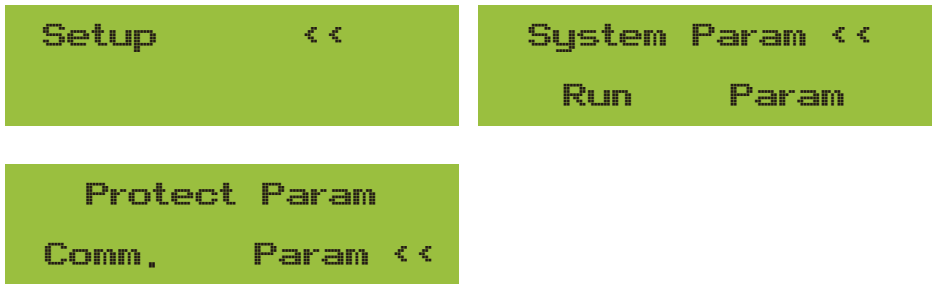 Setup <<
System Param <<
Run Param
Protect Param
Comm. Param <<